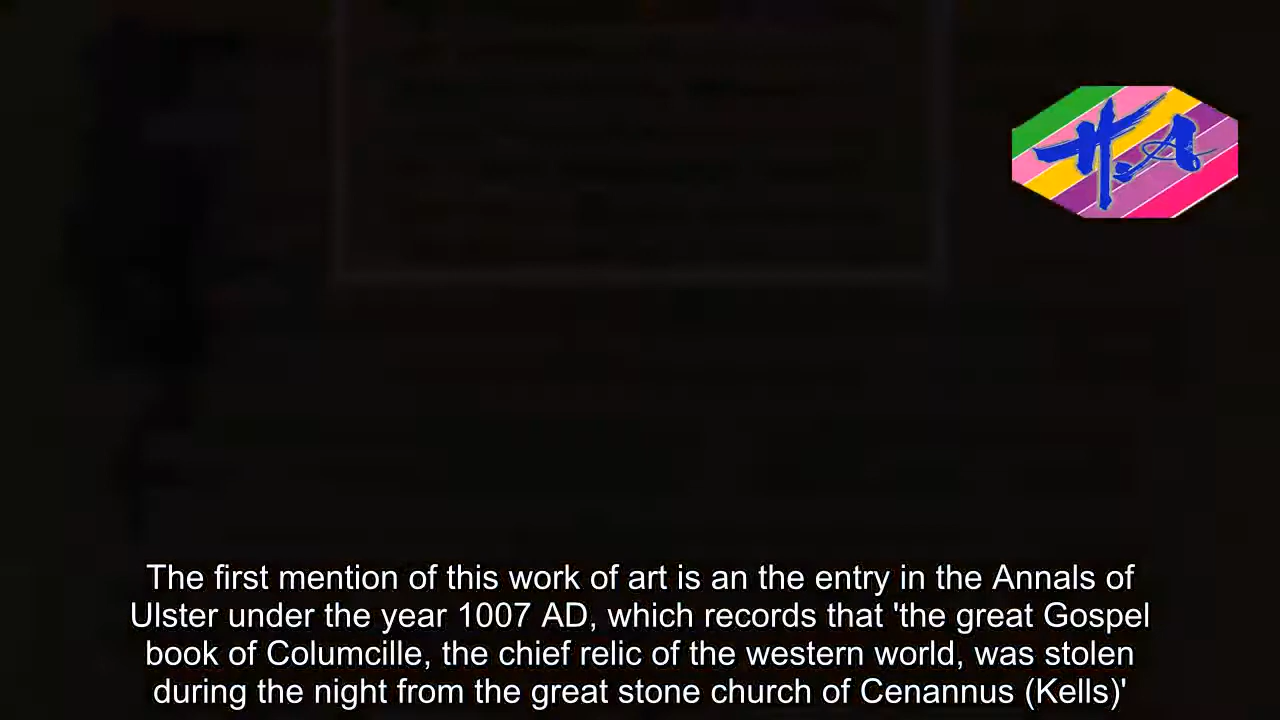 H.A
The first mention of this work of art is an the entry in the Annals of
Ulster under the year 1007 AD, which records that 'the great Gospel
book of Columcille, the chief relic of the western world, was stolen
during the night from the great stone church of Cenannus (Kells)'